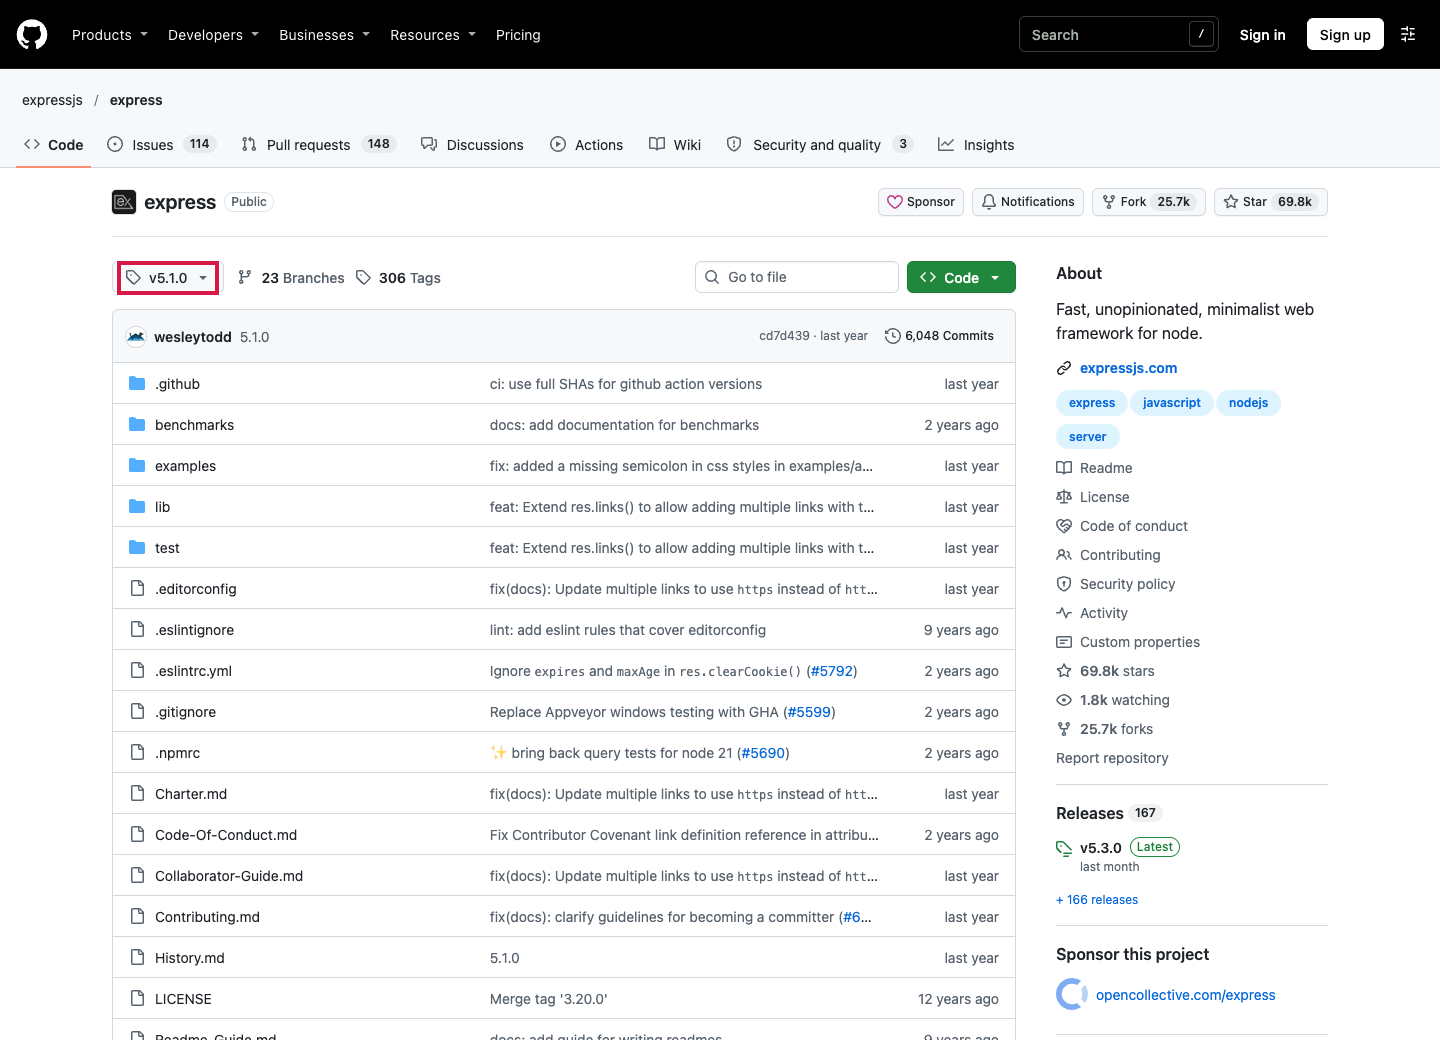 Products Developers Businesses Resources Pricing Search / Sign in Sign up
expressjs / express
Code Issues 114 Pull requests 148 Discussions Actions Wiki Security and quality 3 Insights
express Public Sponsor Notifications Fork 25.7k Star 69.8k
v5.1.0 23 Branches 306 Tags Go to file Code
wesleytodd 5.1.0 cd7d439 · last year 6,048 Commits
.github ci: use full SHAs for github action versions last year
benchmarks docs: add documentation for benchmarks 2 years ago
examples fix: added a missing semicolon in css styles in examples/a… last year
lib feat: Extend res.links() to allow adding multiple links with t… last year
test feat: Extend res.links() to allow adding multiple links with t… last year
.editorconfig fix(docs): Update multiple links to use https instead of htt… last year
.eslintignore lint: add eslint rules that cover editorconfig 9 years ago
.eslintrc.yml Ignore expires and maxAge in res.clearCookie() (#5792) 2 years ago
.gitignore Replace Appveyor windows testing with GHA (#5599) 2 years ago
.npmrc ✨ bring back query tests for node 21 (#5690) 2 years ago
Charter.md fix(docs): Update multiple links to use https instead of htt… last year
Code-Of-Conduct.md Fix Contributor Covenant link definition reference in attribu… 2 years ago
Collaborator-Guide.md fix(docs): Update multiple links to use https instead of htt… last year
Contributing.md fix(docs): clarify guidelines for becoming a committer (#6… last year
History.md 5.1.0 last year
LICENSE Merge tag '3.20.0' 12 years ago
Readme-Guide.md docs: add guide for writing readmes 9 years ago
About
Fast, unopinionated, minimalist web
framework for node.
expressjs.com
express javascript nodejs
server
Readme
License
Code of conduct
Contributing
Security policy
Activity
Custom properties
69.8k stars
1.8k watching
25.7k forks
Report repository
Releases 167
v5.3.0 Latest
last month
+ 166 releases
Sponsor this project
opencollective.com/express